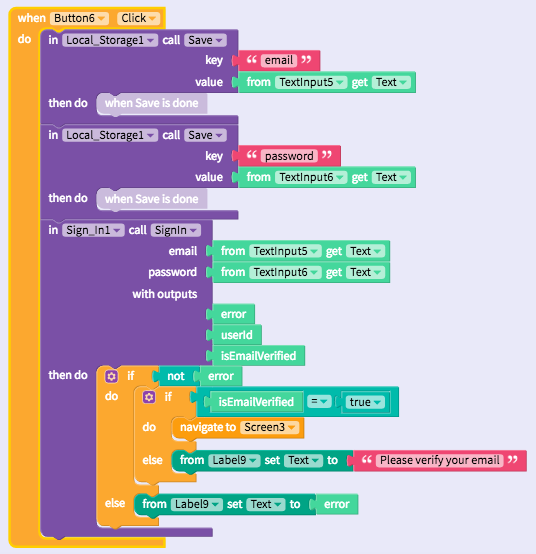 when Button6 Click
do in Local_Storage1 call Save
key “ email ”
value from TextInput5 get Text
then do when Save is done
in Local_Storage1 call Save
key “ password ”
value from TextInput6 get Text
then do when Save is done
in Sign_In1 call SignIn
email from TextInput5 get Text
password from TextInput6 get Text
with outputs
error
userId
isEmailVerified
then do if not error
do if isEmailVerified = true
do navigate to Screen3
else from Label9 set Text to “ Please verify your email ”
else from Label9 set Text to error